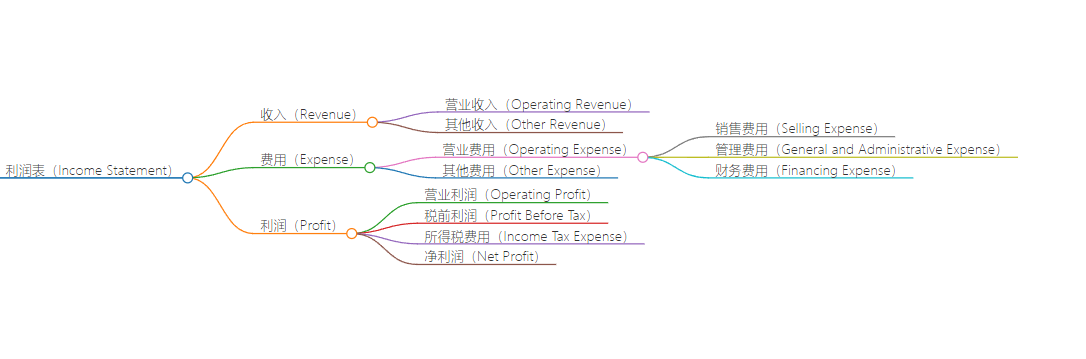 利润表（Income Statement）
收入（Revenue）
营业收入（Operating Revenue）
其他收入（Other Revenue）
费用（Expense）
营业费用（Operating Expense）
销售费用（Selling Expense）
管理费用（General and Administrative Expense）
财务费用（Financing Expense）
其他费用（Other Expense）
利润（Profit）
营业利润（Operating Profit）
税前利润（Profit Before Tax）
所得税费用（Income Tax Expense）
净利润（Net Profit）